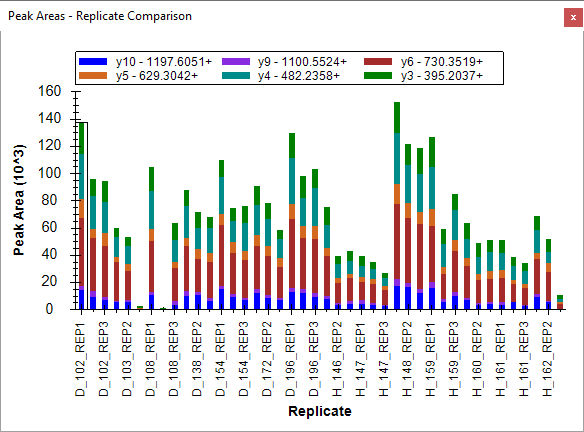 Peak Areas - Replicate Comparison
x
y10 - 1197.6051+ y9 - 1100.5524+ y6 - 730.3519+
y5 - 629.3042+ y4 - 482.2358+ y3 - 395.2037+
160
140
120
100
80
60
40
20
0
Peak Area (10^3)
D_102_REP1
D_102_REP3
D_103_REP2
D_108_REP1
D_108_REP3
D_138_REP2
D_154_REP1
D_154_REP3
D_172_REP2
D_196_REP1
D_196_REP3
H_146_REP2
H_147_REP1
H_147_REP3
H_148_REP2
H_159_REP1
H_159_REP3
H_160_REP2
H_161_REP1
H_161_REP3
H_162_REP2
Replicate